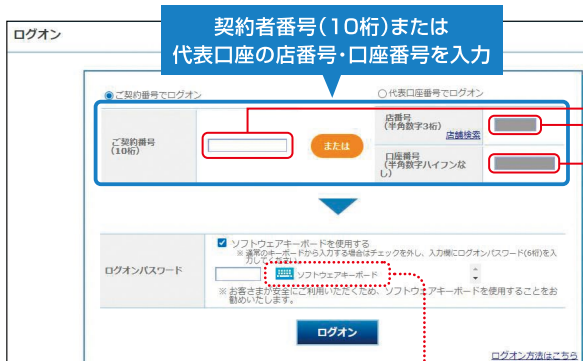 契約者番号(10桁)または
代表口座の店番号・口座番号を入力
ログオン
ご契約番号でログオン
代表口座番号でログオン
ご契約番号
(10桁)
または
店番号
(半角数字3桁)
店舗検索
口座番号
(半角数字ハイフンな
し)
ログオンパスワード
ソフトウェアキーボードを使用する
※ 通常のキーボードから入力する場合はチェックを外し、入力欄にログオンパスワード(6桁)を入
力してください。
ソフトウェアキーボード
※ お客さまが安全にご利用いただくため、ソフトウェアキーボードを使用することをお
勧めいたします。
ログオン
ログオン方法はこちら